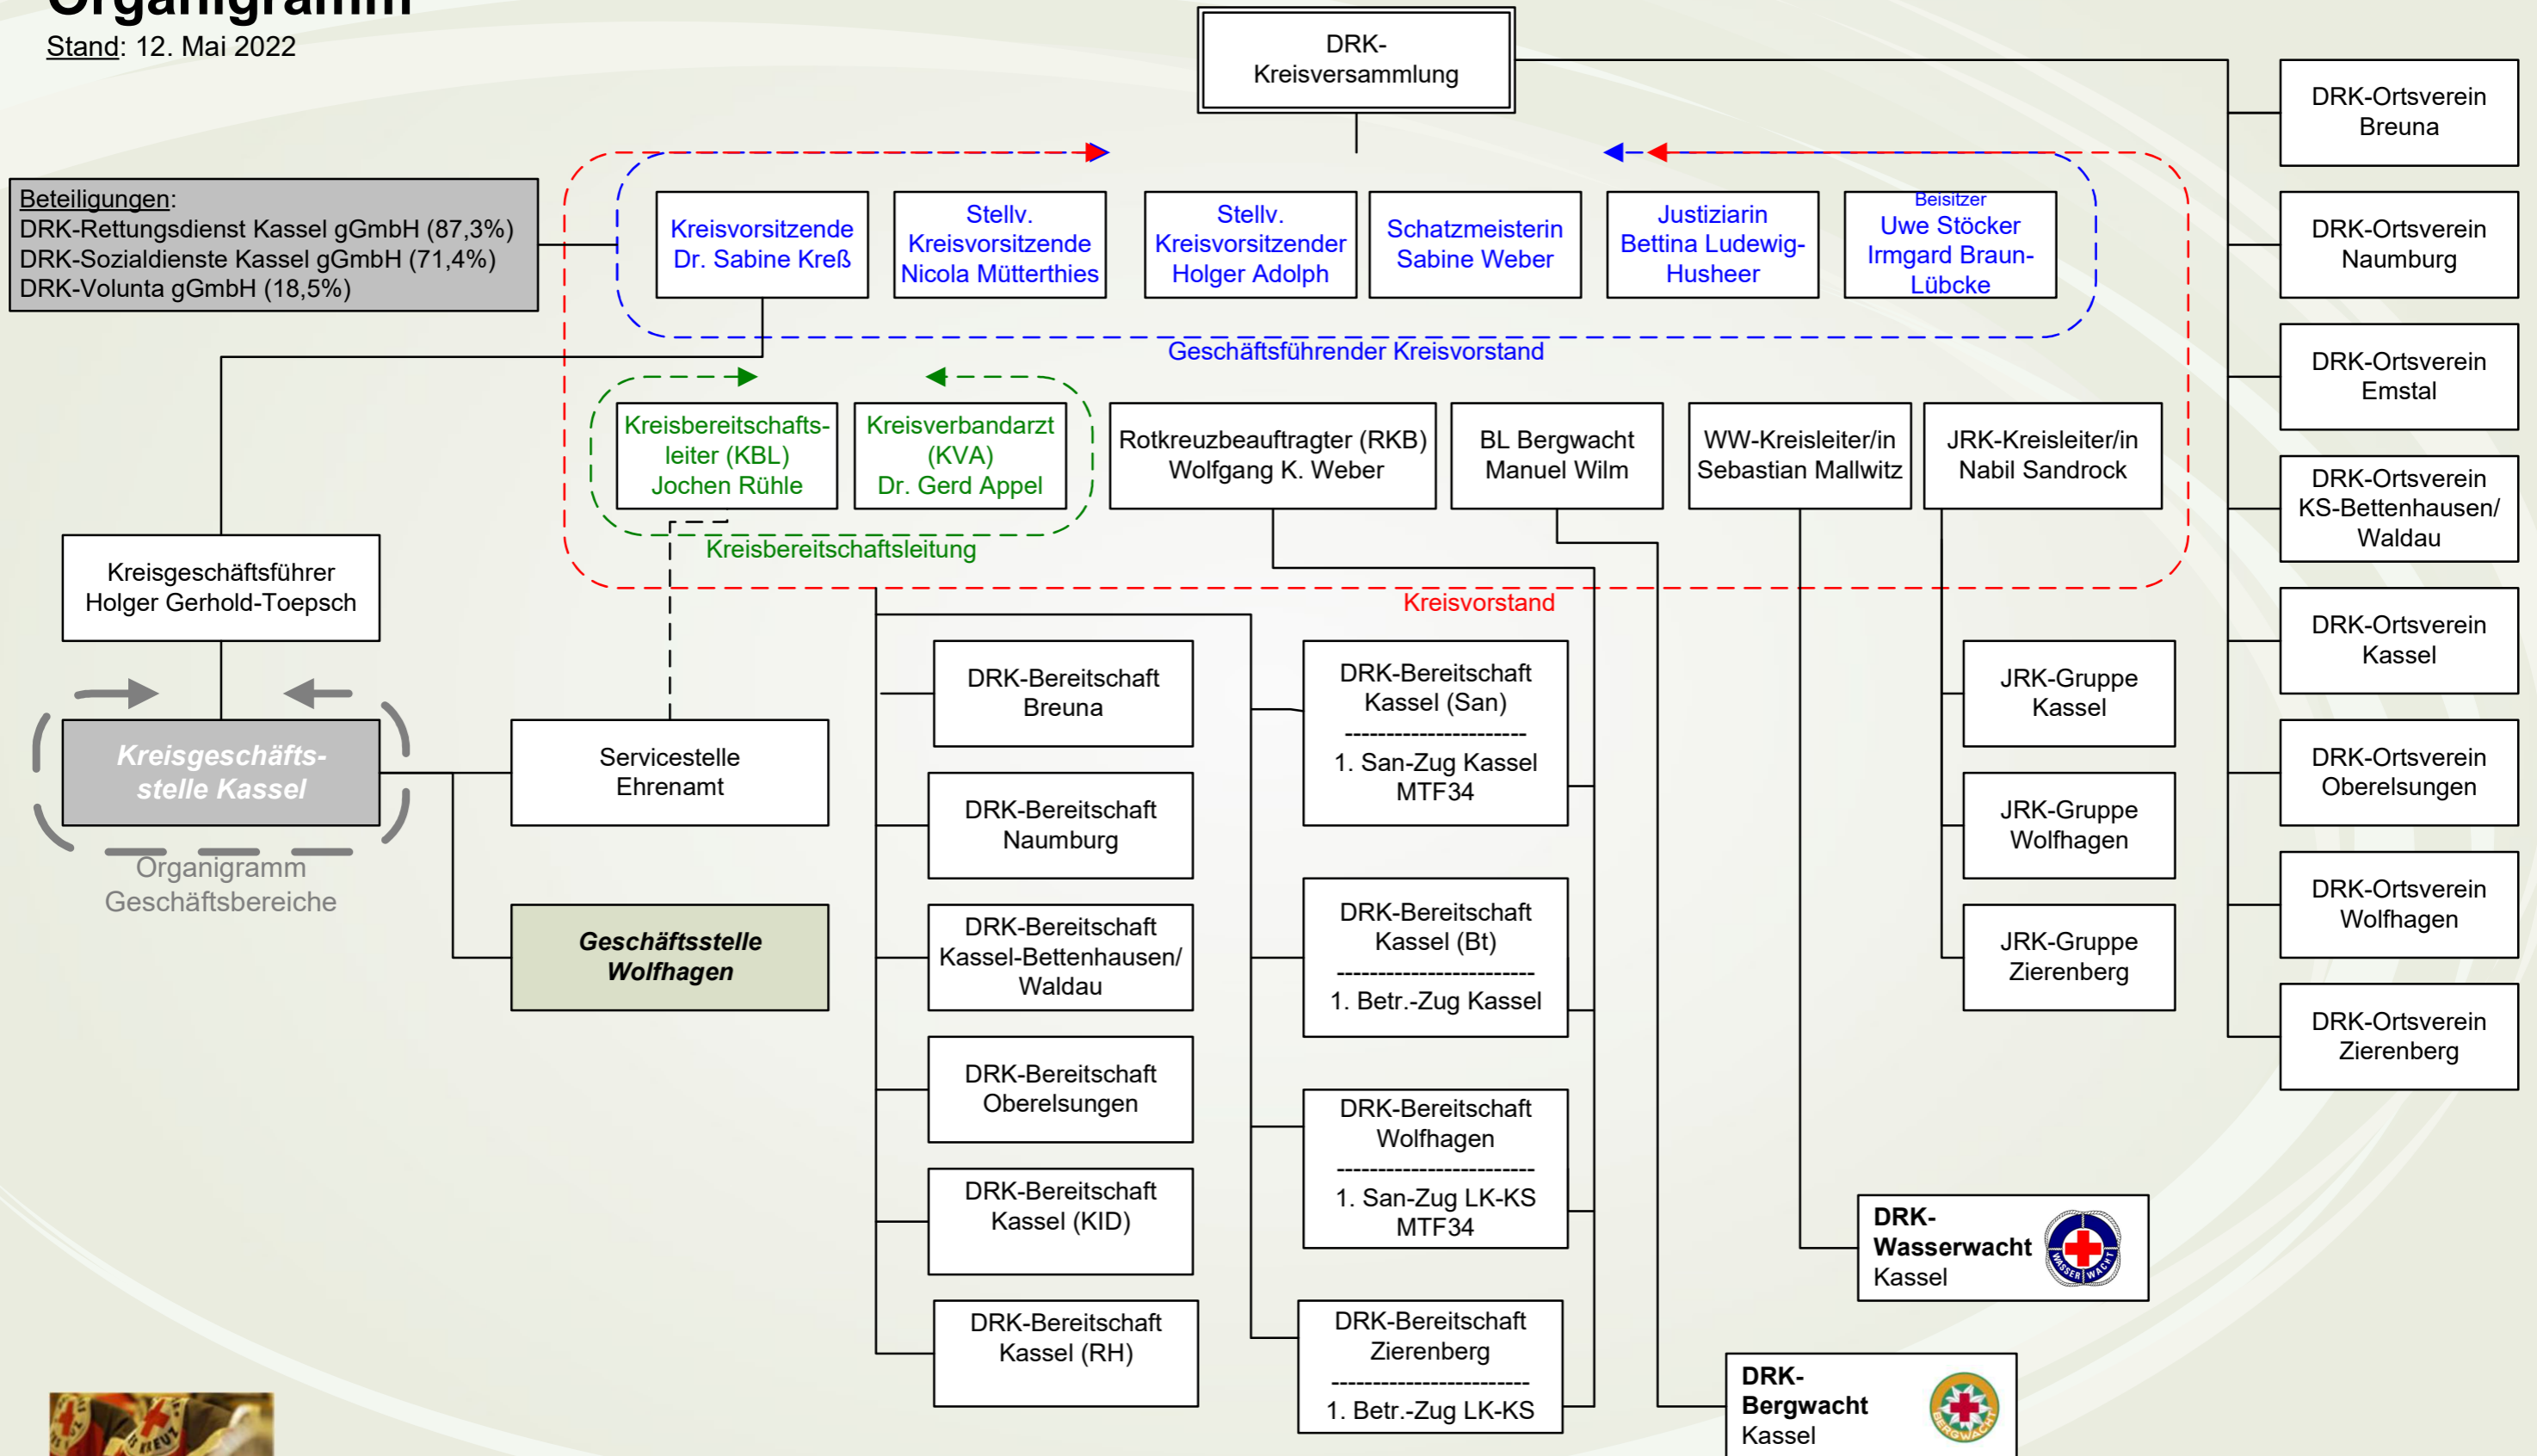 Organigramm
Stand: 12. Mai 2022
DRK-
Kreisversammlung
Beteiligungen:
DRK-Rettungsdienst Kassel gGmbH (87,3%)
DRK-Sozialdienste Kassel gGmbH (71,4%)
DRK-Volunta gGmbH (18,5%)
Kreisvorsitzende
Dr. Sabine Kreß
Stellv.
Kreisvorsitzende
Nicola Mütterthies
Stellv.
Kreisvorsitzender
Holger Adolph
Schatzmeisterin
Sabine Weber
Justiziarin
Bettina Ludewig-
Husheer
Beisitzer
Uwe Stöcker
Irmgard Braun-
Lübcke
Geschäftsführender Kreisvorstand
Kreisbereitschafts-
leiter (KBL)
Jochen Rühle
Kreisverbandarzt
(KVA)
Dr. Gerd Appel
Kreisbereitschaftsleitung
Rotkreuzbeauftragter (RKB)
Wolfgang K. Weber
BL Bergwacht
Manuel Wilm
WW-Kreisleiter/in
Sebastian Mallwitz
JRK-Kreisleiter/in
Nabil Sandrock
Kreisvorstand
Kreisgeschäftsführer
Holger Gerhold-Toepsch
Kreisgeschäfts-
stelle Kassel
Organigramm
Geschäftsbereiche
Servicestelle
Ehrenamt
Geschäftsstelle
Wolfhagen
DRK-Bereitschaft
Breuna
DRK-Bereitschaft
Naumburg
DRK-Bereitschaft
Kassel-Bettenhausen/
Waldau
DRK-Bereitschaft
Oberelsungen
DRK-Bereitschaft
Kassel (KID)
DRK-Bereitschaft
Kassel (RH)
DRK-Bereitschaft
Kassel (San)
----------------------
1. San-Zug Kassel
MTF34
DRK-Bereitschaft
Kassel (Bt)
------------------------
1. Betr.-Zug Kassel
DRK-Bereitschaft
Wolfhagen
------------------------
1. San-Zug LK-KS
MTF34
DRK-Bereitschaft
Zierenberg
------------------------
1. Betr.-Zug LK-KS
JRK-Gruppe
Kassel
JRK-Gruppe
Wolfhagen
JRK-Gruppe
Zierenberg
DRK-
Wasserwacht
Kassel
WASSER WACHT
DRK-
Bergwacht
Kassel
BERGWACHT
DRK-Ortsverein
Breuna
DRK-Ortsverein
Naumburg
DRK-Ortsverein
Emstal
DRK-Ortsverein
KS-Bettenhausen/
Waldau
DRK-Ortsverein
Kassel
DRK-Ortsverein
Oberelsungen
DRK-Ortsverein
Wolfhagen
DRK-Ortsverein
Zierenberg